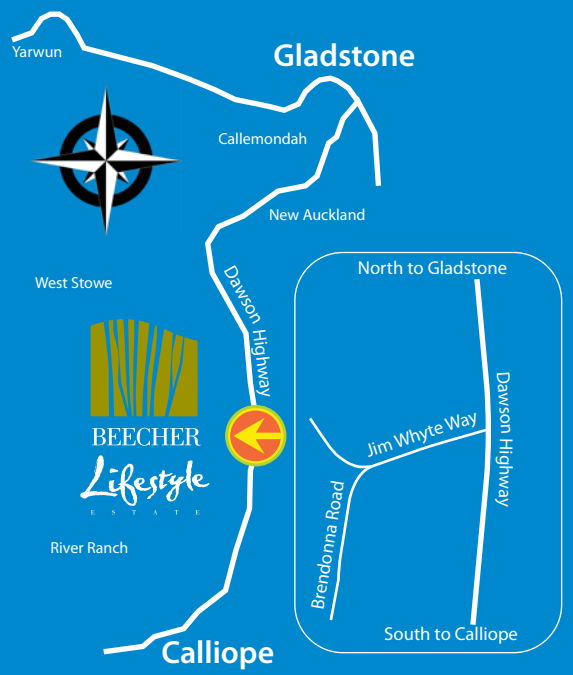 Yarwun
Gladstone
Callemondah
New Auckland
West Stowe
Dawson Highway
BEECHER
Lifestyle
ESTATE
River Ranch
Calliope
North to Gladstone
Jim Whyte Way
Dawson Highway
Brendonna Road
South to Calliope